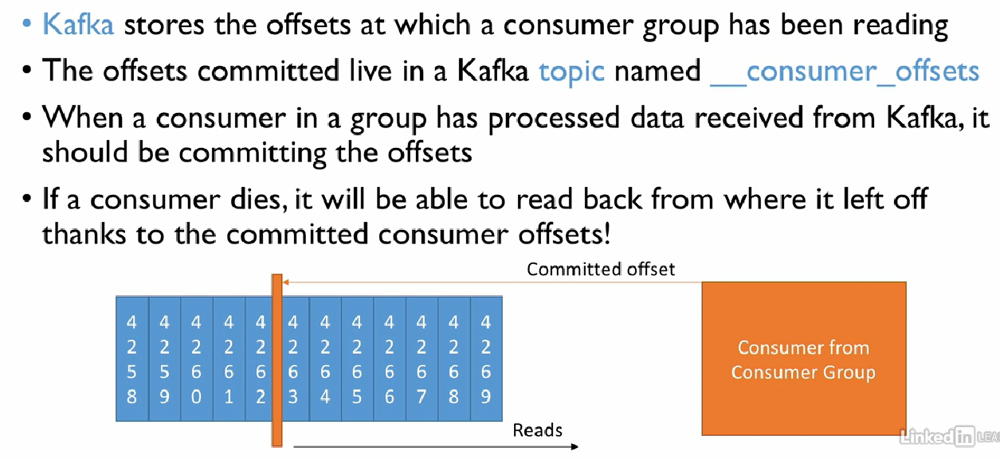 • Kafka stores the offsets at which a consumer group has been reading
• The offsets committed live in a Kafka topic named __consumer_offsets
• When a consumer in a group has processed data received from Kafka, it
should be committing the offsets
• If a consumer dies, it will be able to read back from where it left off
thanks to the committed consumer offsets!
Committed offset
4258 4259 4260 4261 4262 4263 4264 4265 4266 4267 4268 4269
Consumer from
Consumer Group
Reads
Linked in LEA